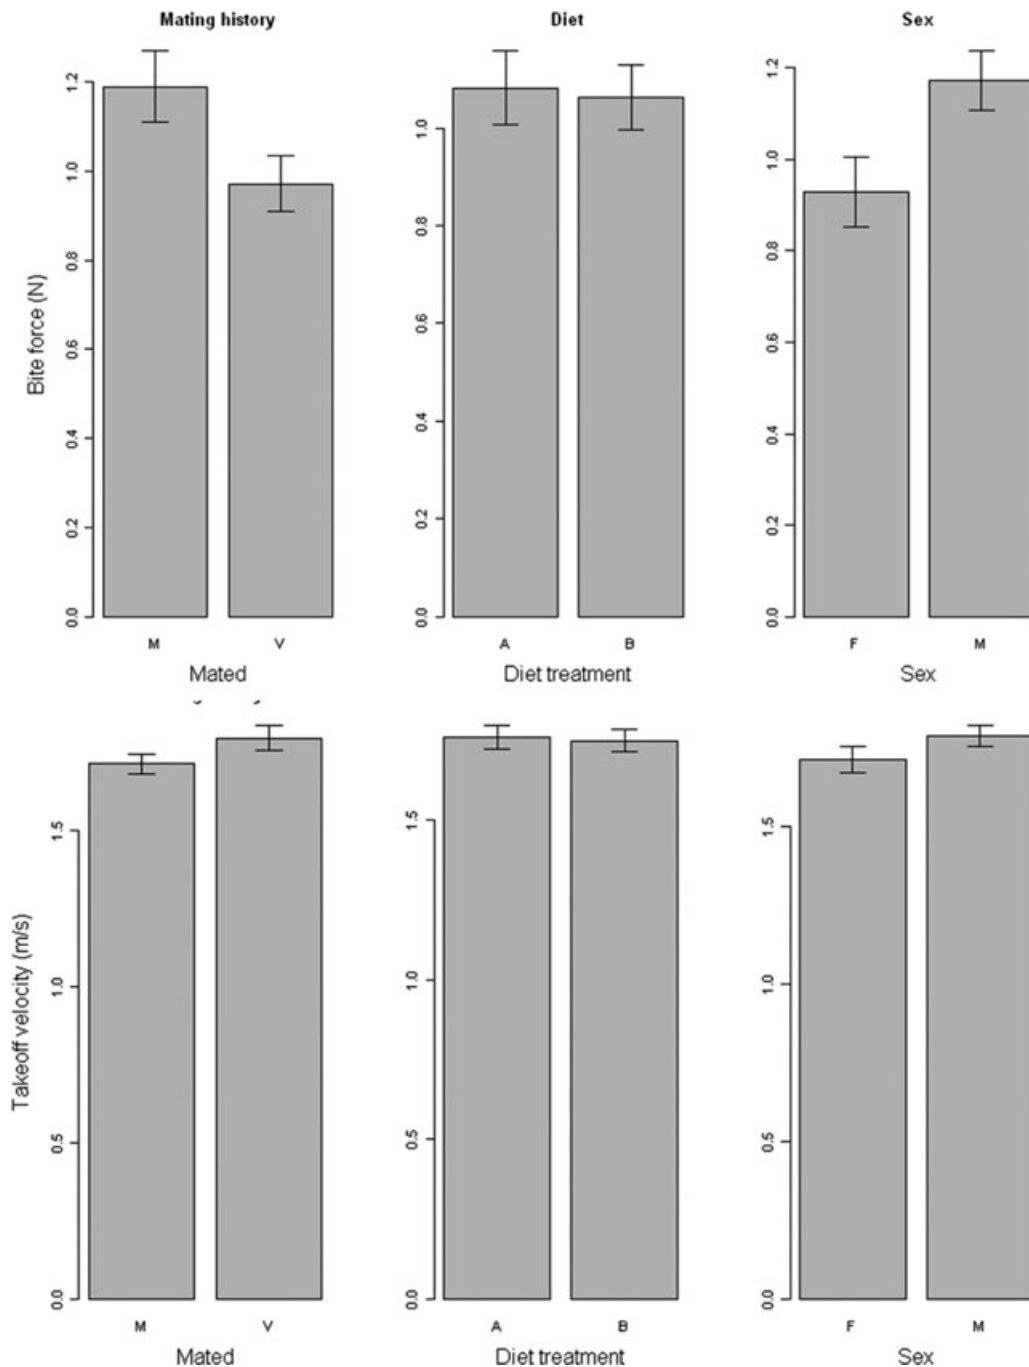 Mating history
Diet
Sex
Bite force (N)
0.0 0.2 0.4 0.6 0.8 1.0 1.2
0.0 0.2 0.4 0.6 0.8 1.0
0.0 0.2 0.4 0.6 0.8 1.0 1.2
M V
A B
F M
Mated
Diet treatment
Sex
Takeoff velocity (m/s)
0.0 0.5 1.0 1.5
0.0 0.5 1.0 1.5
0.0 0.5 1.0 1.5
M V
A B
F M
Mated
Diet treatment
Sex